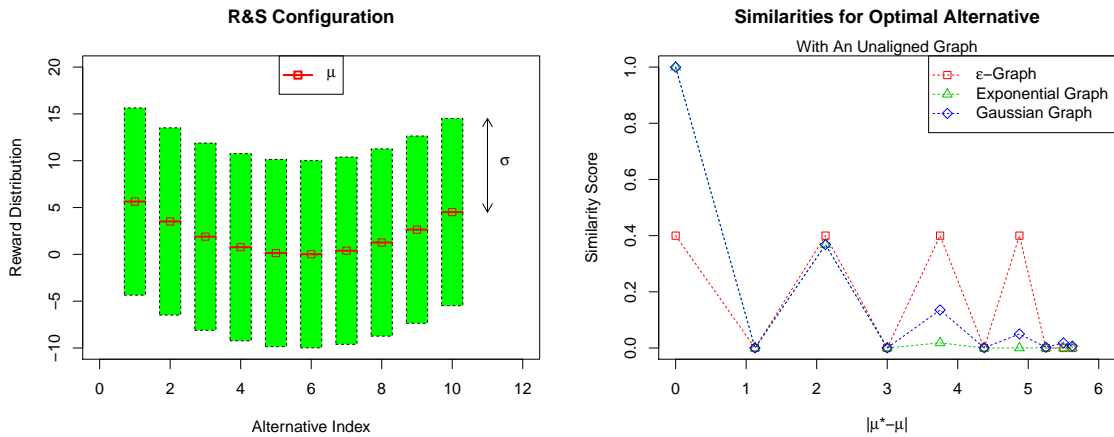 R&S Configuration
μ
σ
Reward Distribution
20
15
10
5
0
−5
−10
0
2
4
6
8
10
12
Alternative Index
Similarities for Optimal Alternative
With An Unaligned Graph
ε−Graph
Exponential Graph
Gaussian Graph
Similarity Score
1.0
0.8
0.6
0.4
0.2
0.0
0
1
2
3
4
5
6
|μ*−μ|